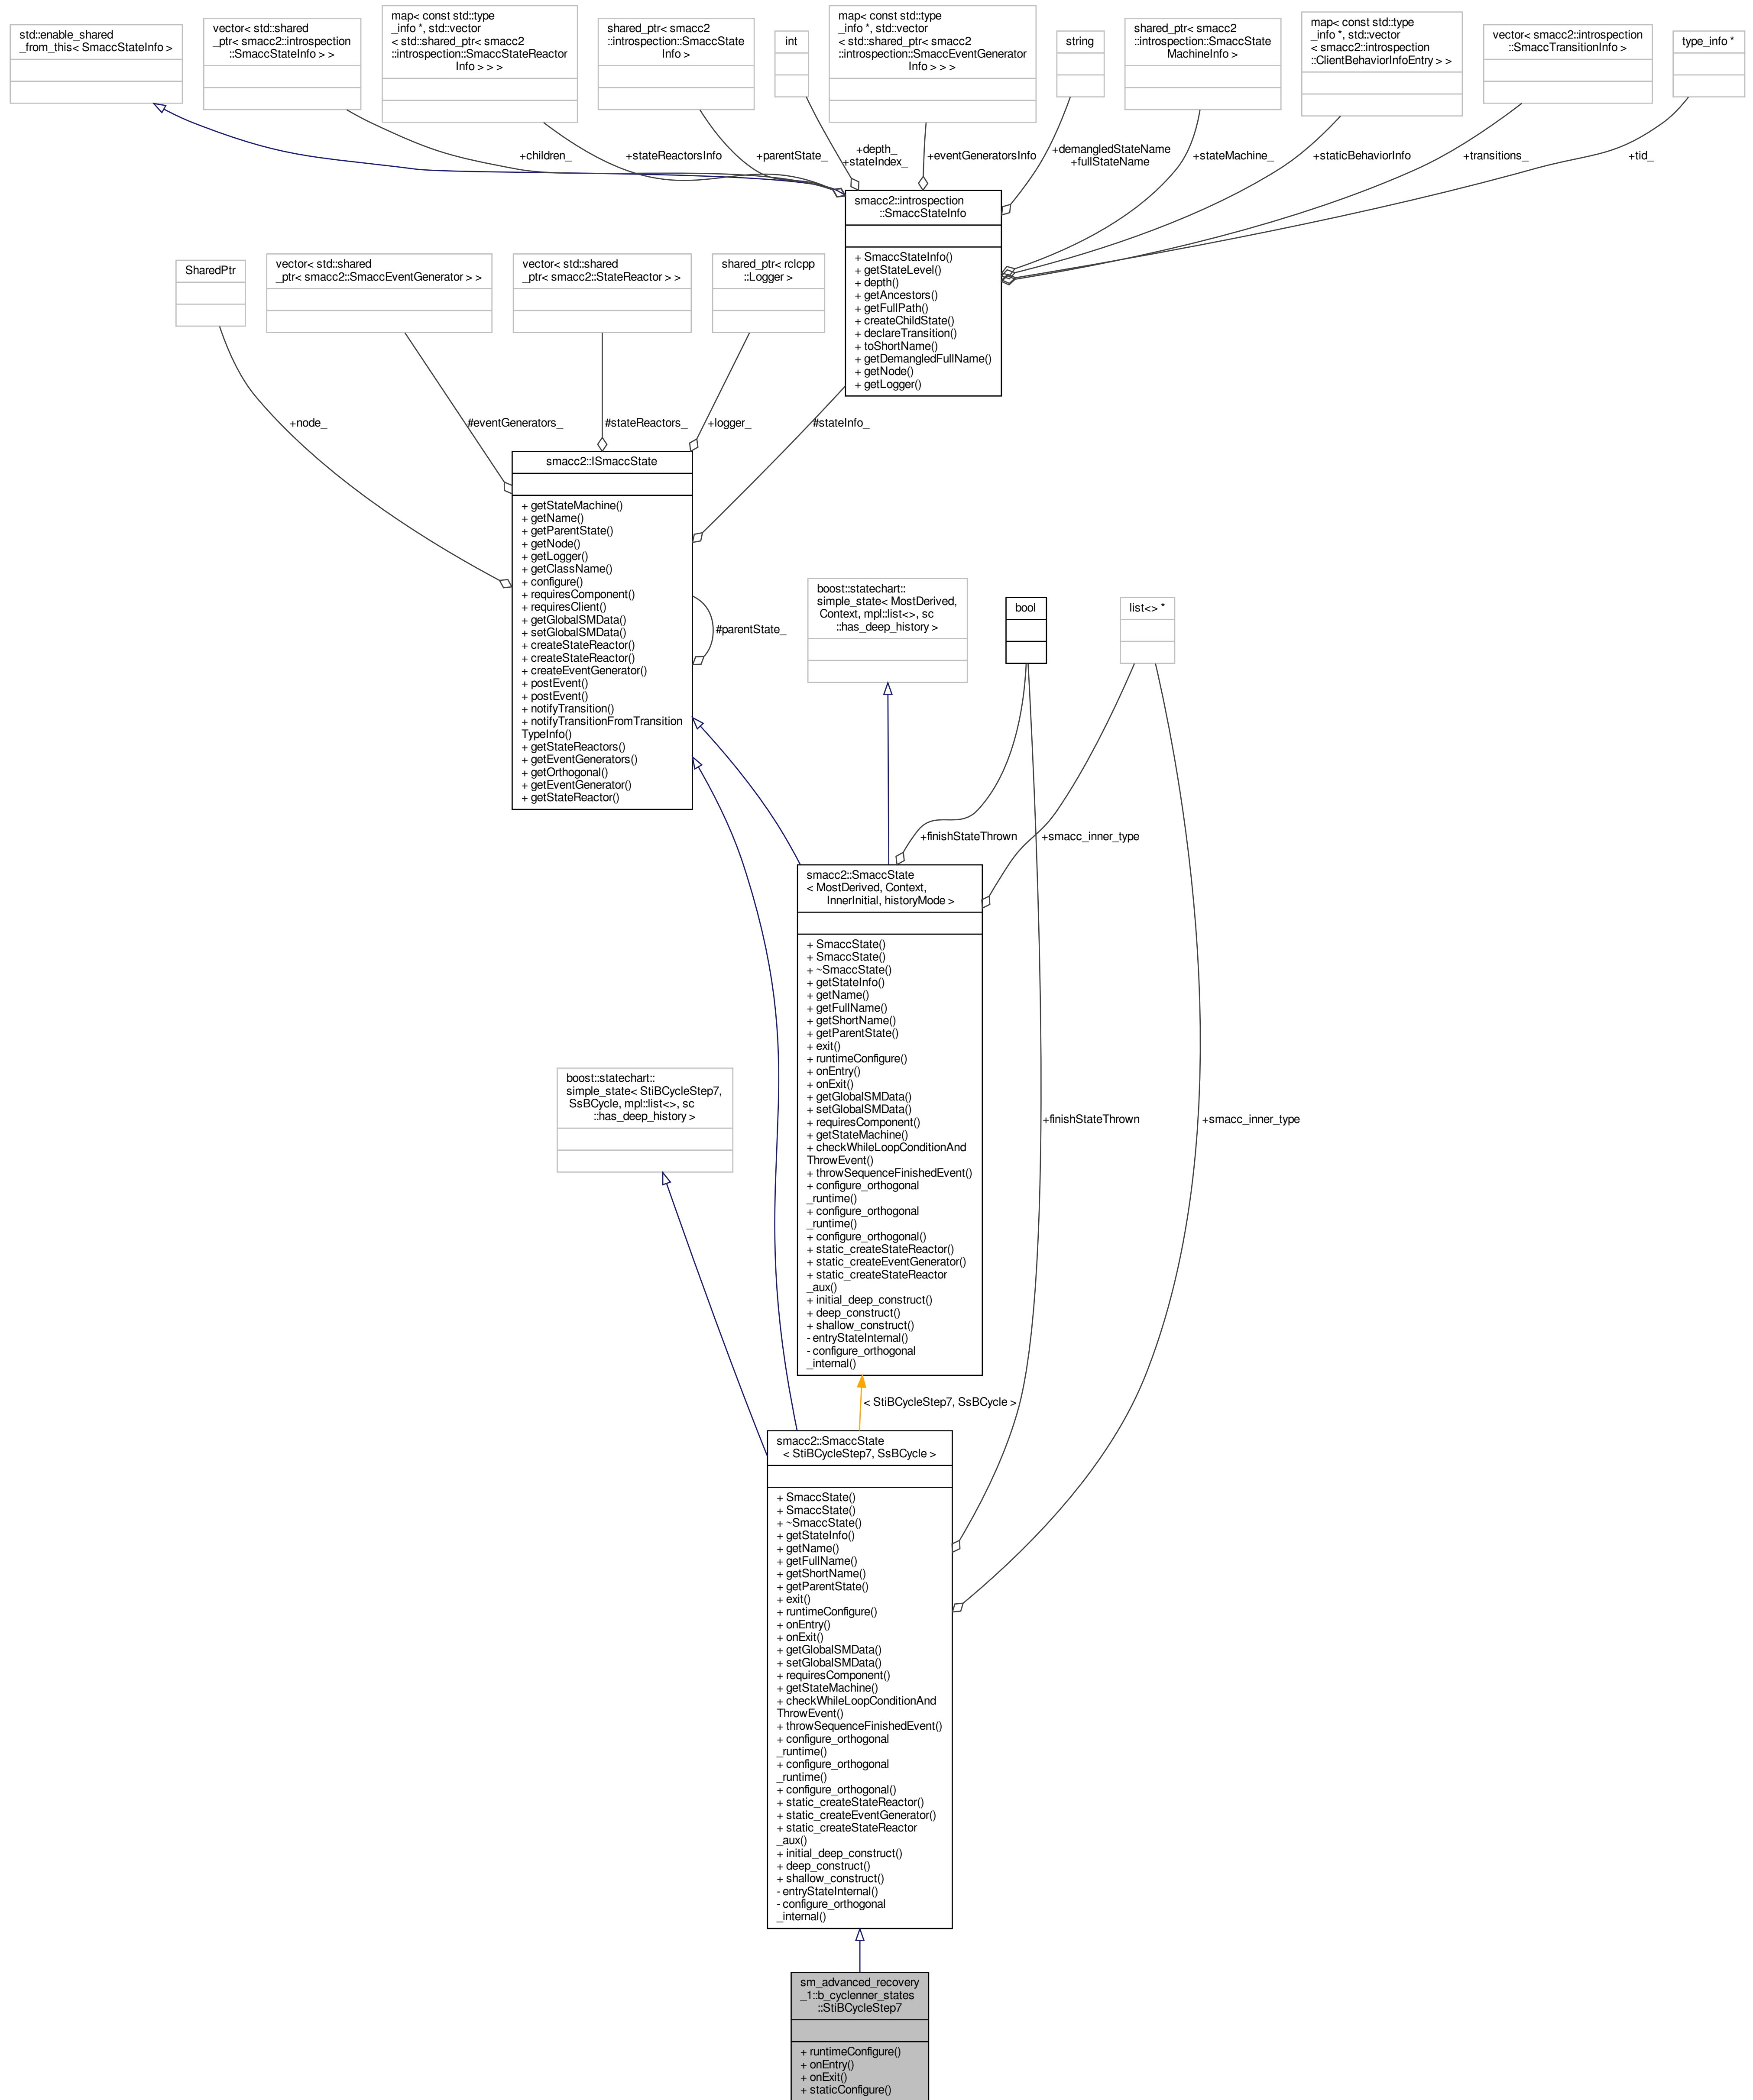 std::enable_shared
_from_this< SmaccStateInfo >
vector< std::shared
_ptr< smacc2::introspection
::SmaccStateInfo > >
map< const std::type
_info *, std::vector
< std::shared_ptr< smacc2
::introspection::SmaccStateReactor
Info > > >
shared_ptr< smacc2
::introspection::SmaccState
Info >
int
map< const std::type
_info *, std::vector
< std::shared_ptr< smacc2
::introspection::SmaccEventGenerator
Info > > >
string
shared_ptr< smacc2
::introspection::SmaccState
MachineInfo >
map< const std::type
_info *, std::vector
< smacc2::introspection
::ClientBehaviorInfoEntry > >
vector< smacc2::introspection
::SmaccTransitionInfo >
type_info *
+children_
+stateReactorsInfo
+parentState_
+depth_
+stateIndex_
+eventGeneratorsInfo
+demangledStateName
+fullStateName
+stateMachine_
+staticBehaviorInfo
+transitions_
+tid_
smacc2::introspection
::SmaccStateInfo
+ SmaccStateInfo()
+ getStateLevel()
+ depth()
+ getAncestors()
+ getFullPath()
+ createChildState()
+ declareTransition()
+ toShortName()
+ getDemangledFullName()
+ getNode()
+ getLogger()
SharedPtr
vector< std::shared
_ptr< smacc2::SmaccEventGenerator > >
vector< std::shared
_ptr< smacc2::StateReactor > >
shared_ptr< rclcpp
::Logger >
+node_
#eventGenerators_
#stateReactors_
+logger_
#stateInfo_
smacc2::ISmaccState
+ getStateMachine()
+ getName()
+ getParentState()
+ getNode()
+ getLogger()
+ getClassName()
+ configure()
+ requiresComponent()
+ requiresClient()
+ getGlobalSMData()
+ setGlobalSMData()
+ createStateReactor()
+ createStateReactor()
+ createEventGenerator()
+ postEvent()
+ postEvent()
+ notifyTransition()
+ notifyTransitionFromTransition
TypeInfo()
+ getStateReactors()
+ getEventGenerators()
+ getOrthogonal()
+ getEventGenerator()
+ getStateReactor()
#parentState_
boost::statechart::
simple_state< MostDerived,
Context, mpl::list<>, sc
::has_deep_history >
bool
list<> *
+finishStateThrown
+smacc_inner_type
smacc2::SmaccState
< MostDerived, Context,
InnerInitial, historyMode >
+ SmaccState()
+ SmaccState()
+ ~SmaccState()
+ getStateInfo()
+ getName()
+ getFullName()
+ getShortName()
+ getParentState()
+ exit()
+ runtimeConfigure()
+ onEntry()
+ onExit()
+ getGlobalSMData()
+ setGlobalSMData()
+ requiresComponent()
+ getStateMachine()
+ checkWhileLoopConditionAnd
ThrowEvent()
+ throwSequenceFinishedEvent()
+ configure_orthogonal
_runtime()
+ configure_orthogonal
_runtime()
+ configure_orthogonal()
+ static_createStateReactor()
+ static_createEventGenerator()
+ static_createStateReactor
_aux()
+ initial_deep_construct()
+ deep_construct()
+ shallow_construct()
- entryStateInternal()
- configure_orthogonal
_internal()
boost::statechart::
simple_state< StiBCycleStep7,
SsBCycle, mpl::list<>, sc
::has_deep_history >
+finishStateThrown
+smacc_inner_type
< StiBCycleStep7, SsBCycle >
smacc2::SmaccState
< StiBCycleStep7, SsBCycle >
+ SmaccState()
+ SmaccState()
+ ~SmaccState()
+ getStateInfo()
+ getName()
+ getFullName()
+ getShortName()
+ getParentState()
+ exit()
+ runtimeConfigure()
+ onEntry()
+ onExit()
+ getGlobalSMData()
+ setGlobalSMData()
+ requiresComponent()
+ getStateMachine()
+ checkWhileLoopConditionAnd
ThrowEvent()
+ throwSequenceFinishedEvent()
+ configure_orthogonal
_runtime()
+ configure_orthogonal
_runtime()
+ configure_orthogonal()
+ static_createStateReactor()
+ static_createEventGenerator()
+ static_createStateReactor
_aux()
+ initial_deep_construct()
+ deep_construct()
+ shallow_construct()
- entryStateInternal()
- configure_orthogonal
_internal()
sm_advanced_recovery
_1::b_cyclenner_states
::StiBCycleStep7
+ runtimeConfigure()
+ onEntry()
+ onExit()
+ staticConfigure()